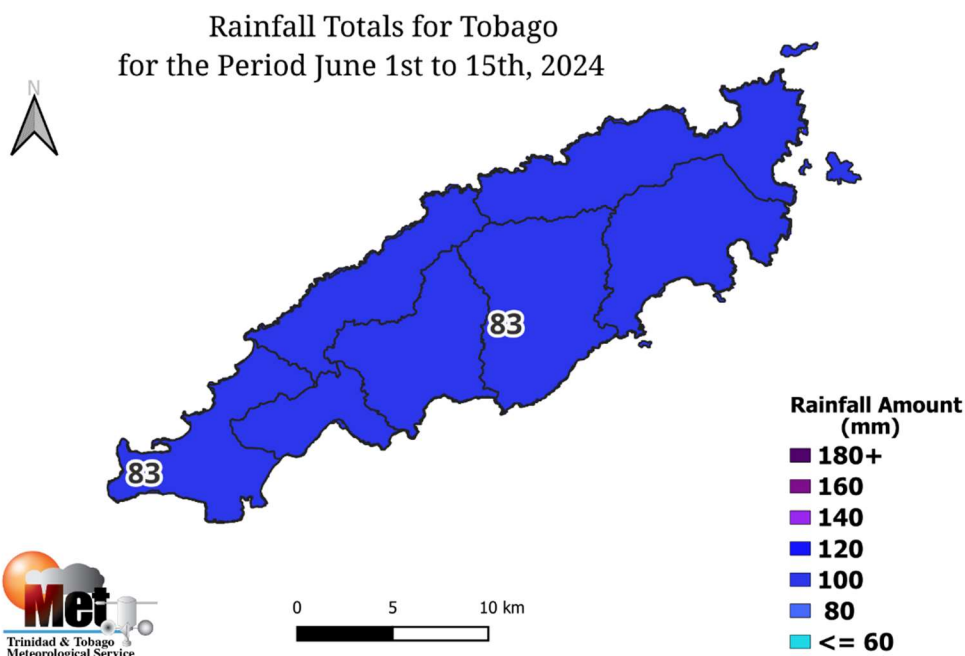 Rainfall Totals for Tobago
for the Period June 1st to 15th, 2024
N
83
83
Rainfall Amount
(mm)
180+
160
140
120
100
80
<= 60
0 5 10 km
Met
Trinidad & Tobago
Meteorological Service